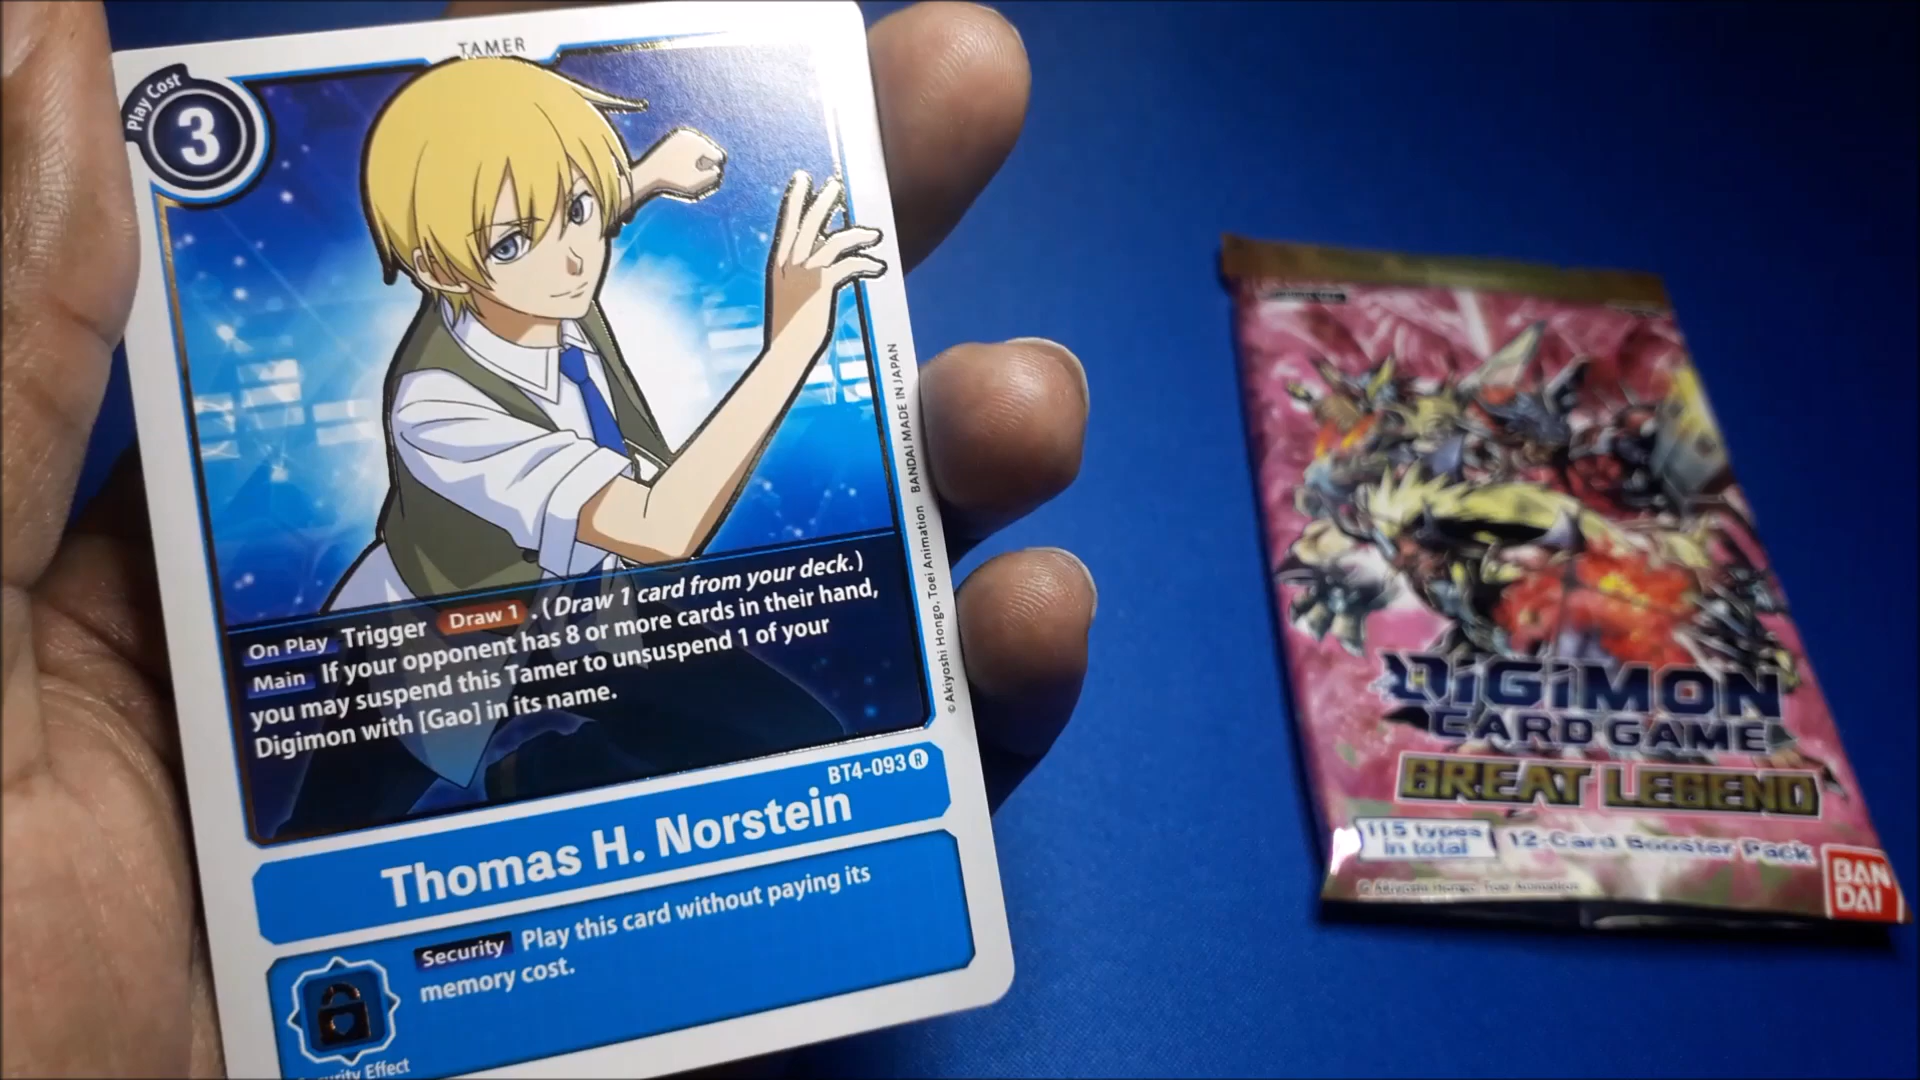 TAMER
Play Cost
3
On Play Trigger Draw 1. (Draw 1 card from your deck.)
Main If your opponent has 8 or more cards in their hand,
you may suspend this Tamer to unsuspend 1 of your
Digimon with [Gao] in its name.
©Akiyoshi Hongo, Toei Animation BANDAI MADE IN JAPAN
BT4-093 R
Thomas H. Norstein
Security Play this card without paying its
memory cost.
Effect
DIGIMON
CARD GAME
GREAT LEGEND
115 types
in total
12-Card Booster Pack
© Akiyoshi Hongo, Toei Animation
BAN
DAI